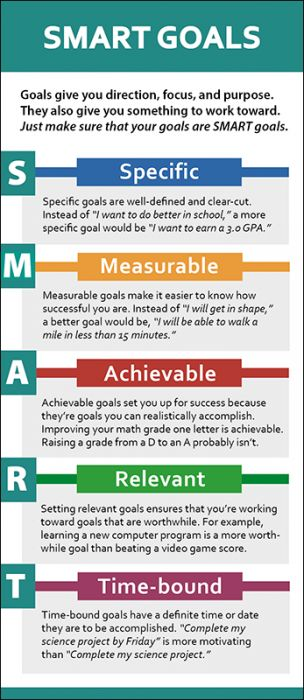 SMART GOALS
Goals give you direction, focus, and purpose.
They also give you something to work toward.
Just make sure that your goals are SMART goals.
S
Specific
Specific goals are well-defined and clear-cut.
Instead of "I want to do better in school," a more
specific goal would be "I want to earn a 3.0 GPA."
M
Measurable
Measurable goals make it easier to know how
successful you are. Instead of "I will get in shape,"
a better goal would be, "I will be able to walk a
mile in less than 15 minutes."
A
Achievable
Achievable goals set you up for success because
they're goals you can realistically accomplish.
Improving your math grade one letter is achievable.
Raising a grade from a D to an A probably isn't.
R
Relevant
Setting relevant goals ensures that you're working
toward goals that are worthwhile. For example,
learning a new computer program is a more worth-
while goal than beating a video game score.
T
Time-bound
Time-bound goals have a definite time or date
they are to be accomplished. "Complete my
science project by Friday" is more motivating
than "Complete my science project."